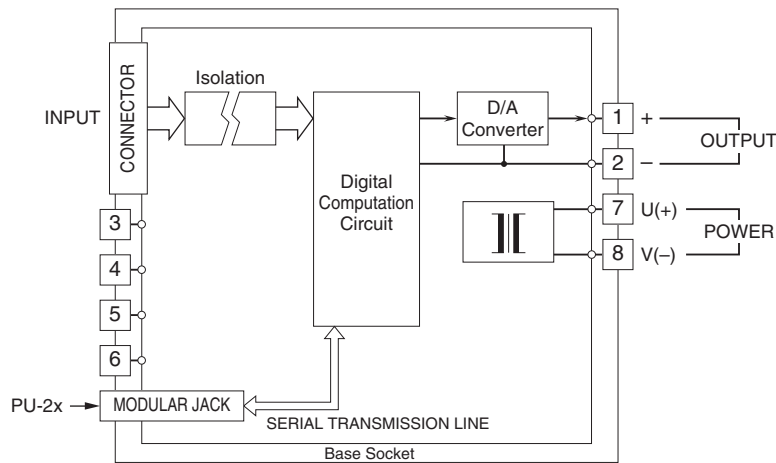 INPUT
CONNECTOR
Isolation
Digital
Computation
Circuit
D/A
Converter
1
+
2
–
OUTPUT
7
U(+)
8
V(–)
POWER
3
4
5
6
PU-2x
MODULAR JACK
SERIAL TRANSMISSION LINE
Base Socket